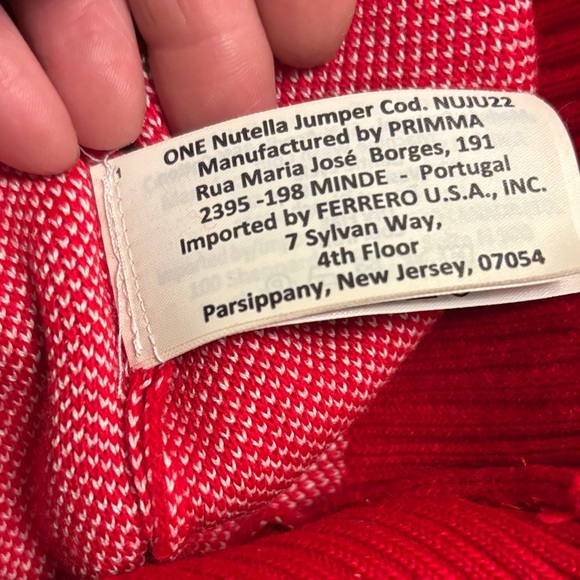 ONE Nutella Jumper Cod. NUJU22
Manufactured by PRIMMA
Rua Maria José Borges, 191
2395 -198 MINDE - Portugal
Imported by FERRERO U.S.A., INC.
7 Sylvan Way,
4th Floor
Parsippany, New Jersey, 07054